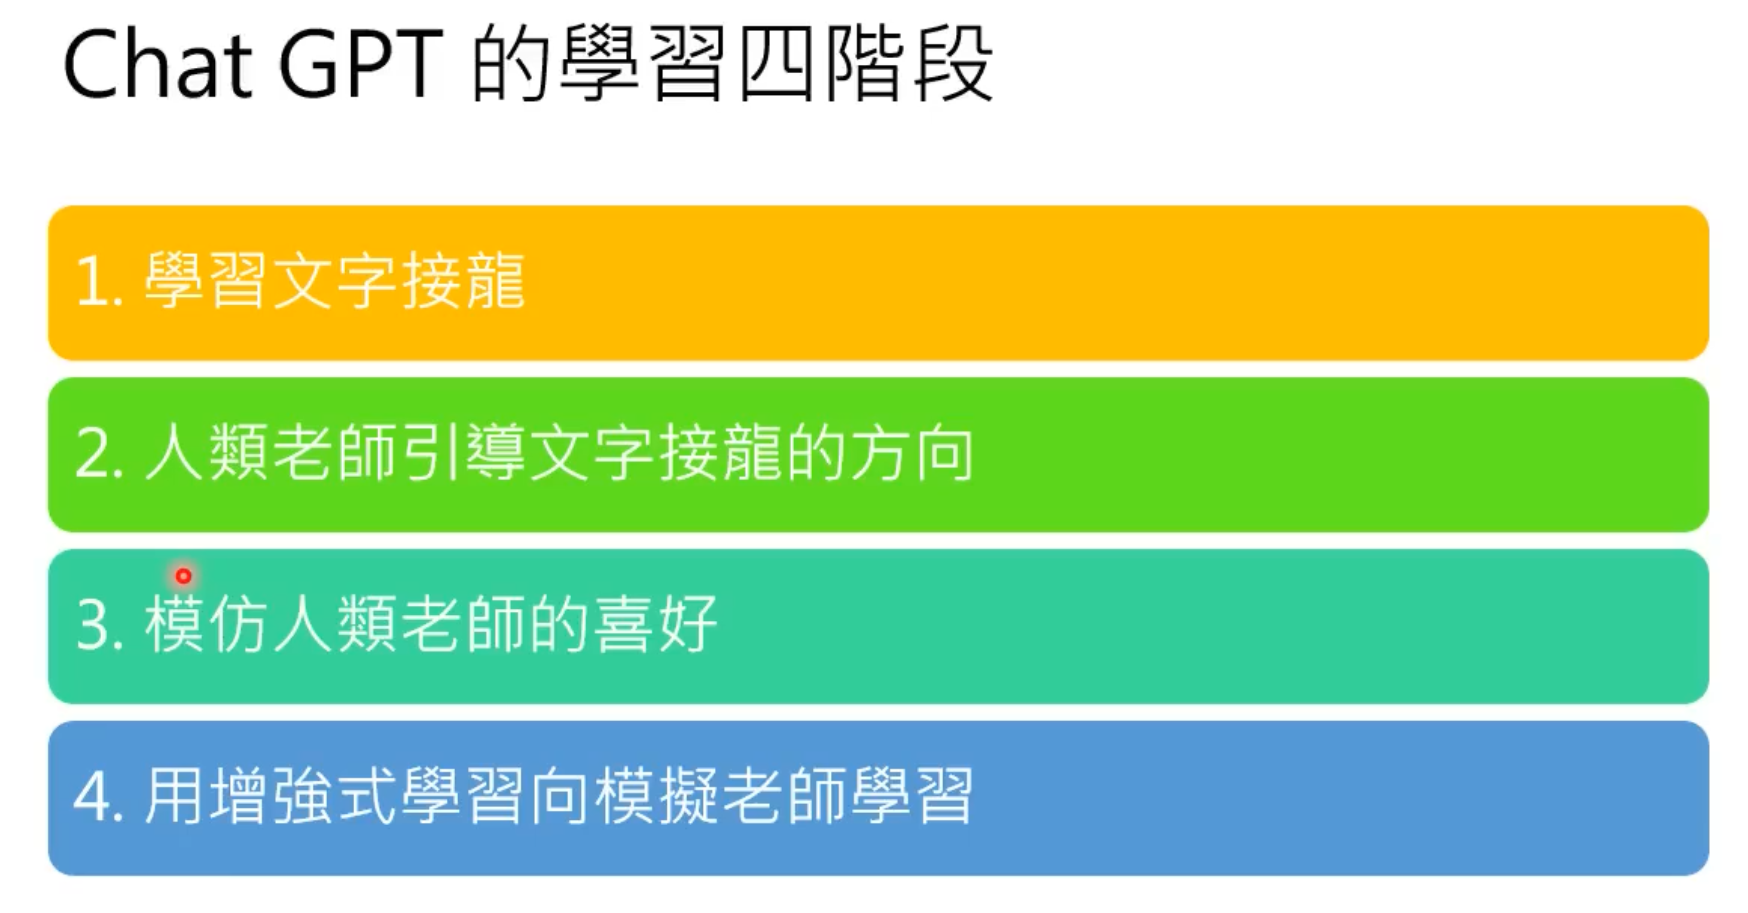 Chat GPT 的學習四階段
1. 學習文字接龍
2. 人類老師引導文字接龍的方向
3. 模仿人類老師的喜好
4. 用增強式學習向模擬老師學習